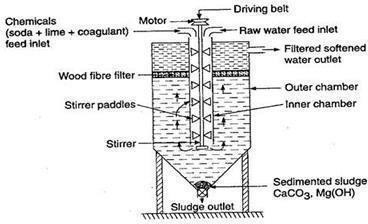 Driving belt
Chemicals
(soda + lime + coagulant)
feed inlet
Motor
Raw water feed inlet
Filtered softened
water outlet
Wood fibre filter
Outer chamber
Stirrer paddles
Inner chamber
Stirrer
Sedimented sludge
CaCO3, Mg(OH)
Sludge outlet